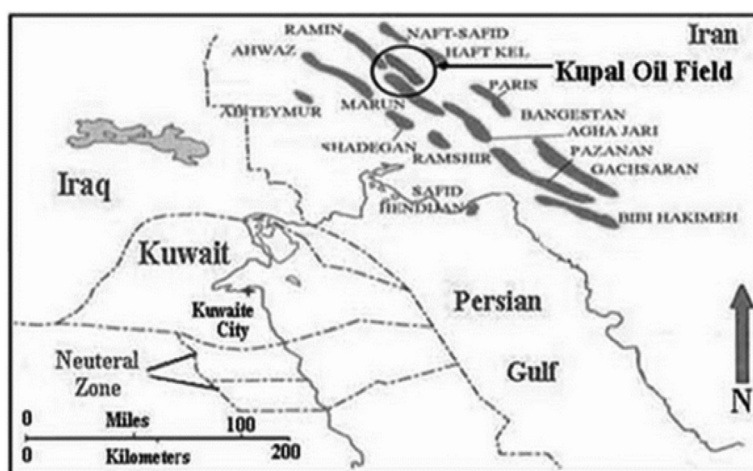 RAMIN
NAFT-SAFID
Iran
AHWAZ
HAFT KEL
Kupal Oil Field
PARIS
ABTEYMUR
MARUN
BANGESTAN
AGHA JARI
SHADEGAN
RAMSHIR
PAZANAN
GACHSARAN
Iraq
SAFID
HENDIJAN
BIBI HAKIMEH
Kuwait
Persian
Kuwaite
City
Neuteral
Zone
Gulf
N
0 Miles 100
0 Kilometers 200